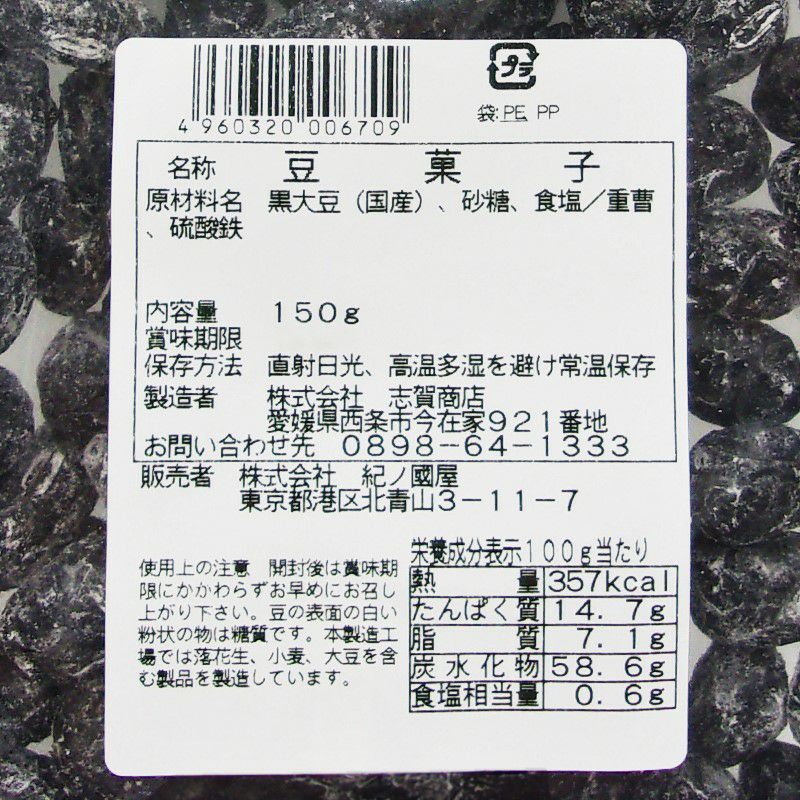 プラ
4 960320 006709
袋:PE PP
名称 豆菓子
原材料名 黒大豆(国産)、砂糖、食塩/重曹
、硫酸鉄
内容量 150g
賞味期限
保存方法 直射日光、高温多湿を避け常温保存
製造者 株式会社 志賀商店
愛媛県西条市今在家921番地
お問い合わせ先 0898-64-1333
販売者 株式会社 紀ノ國屋
東京都港区北青山3-11-7
使用上の注意 開封後は賞味期
限にかかわらずお早めにお召し
上がり下さい。豆の表面の白い
粉状の物は糖質です。本製造工
場では落花生、小麦、大豆を含
む製品を製造しています。
栄養成分表示100g当たり
熱量 357kcal
たんぱく質 14.7g
脂質 7.1g
炭水化物 58.6g
食塩相当量 0.6g